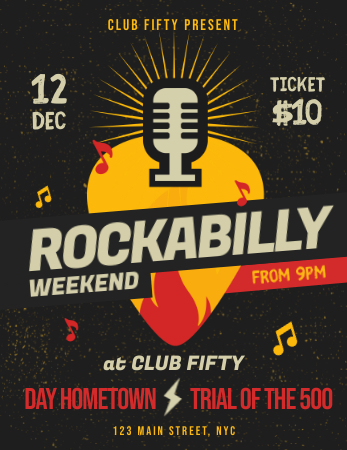 CLUB FIFTY PRESENT
12
DEC
TICKET
$10
ROCKABILLY
WEEKEND
FROM 9PM
at CLUB FIFTY
DAY HOMETOWN TRIAL OF THE 500
123 MAIN STREET, NYC